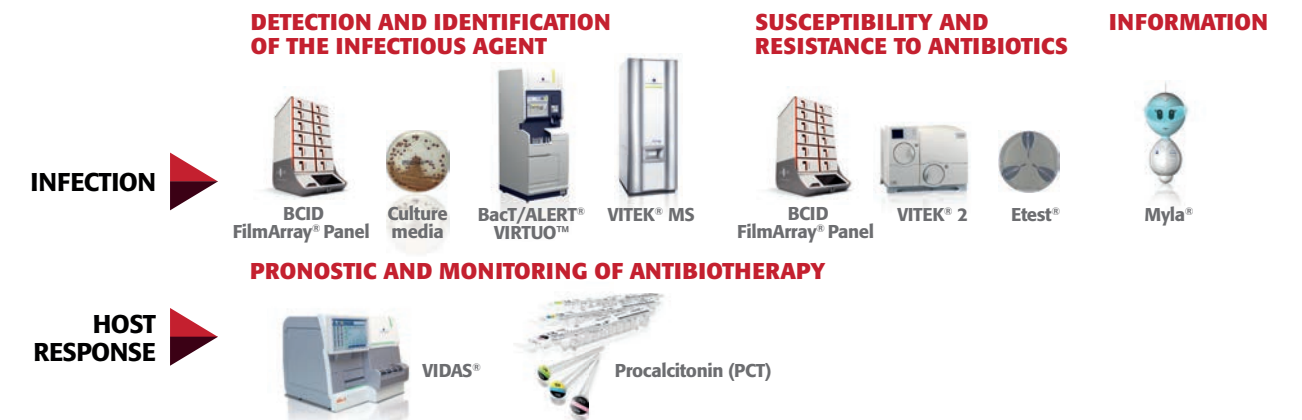 DETECTION AND IDENTIFICATION
OF THE INFECTIOUS AGENT
SUSCEPTIBILITY AND
RESISTANCE TO ANTIBIOTICS
INFORMATION
INFECTION
BCID
FilmArray® Panel
Culture
media
BacT/ALERT®
VIRTUO™
VITEK® MS
BCID
FilmArray® Panel
VITEK® 2
Etest®
Myla®
PRONOSTIC AND MONITORING OF ANTIBIOTHERAPY
HOST
RESPONSE
VIDAS®
Procalcitonin (PCT)